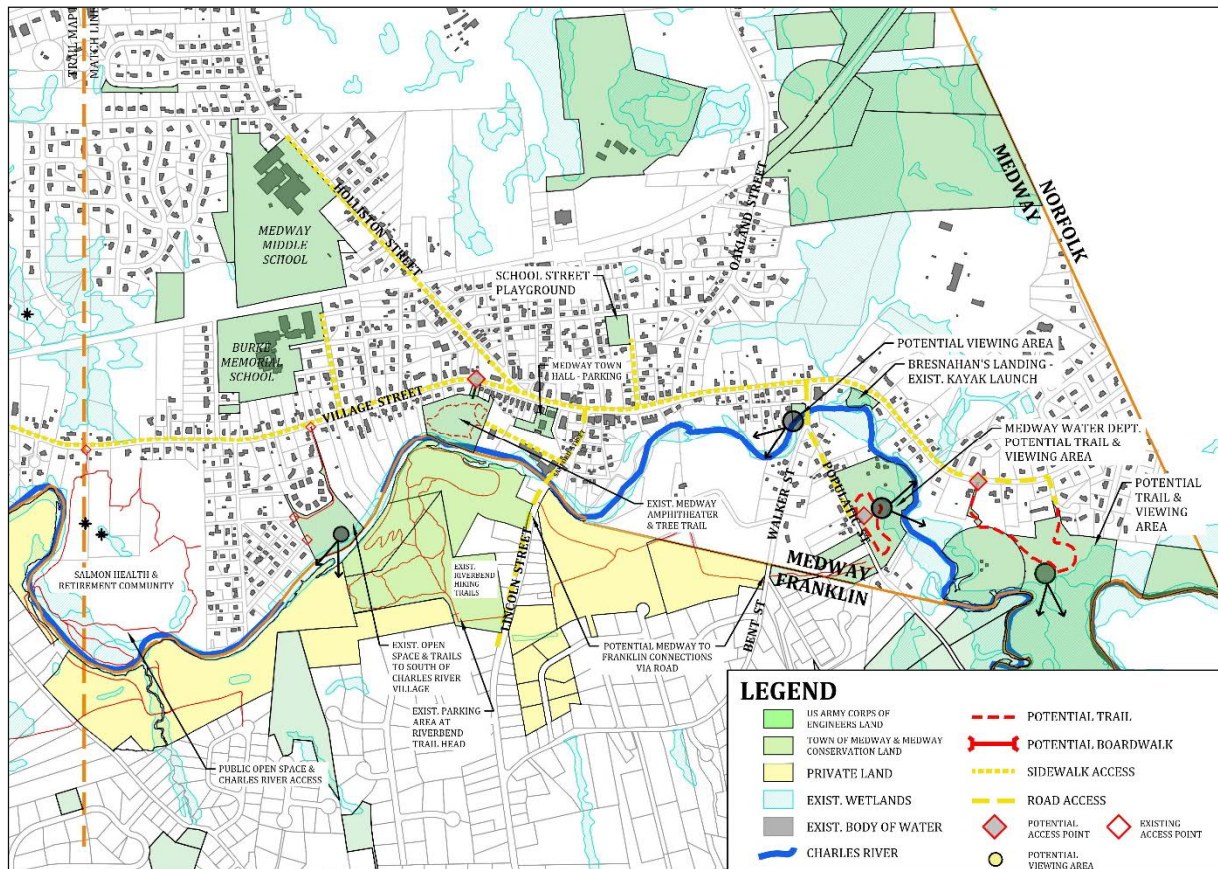 TRAIL MAP 1
MATCH LINE
HOLLISTON STREET
MEDWAY
MIDDLE
SCHOOL
SCHOOL STREET
PLAYGROUND
OAKLAND STREET
MEDWAY
NORFOLK
BURKE
MEMORIAL
SCHOOL
MEDWAY TOWN
HALL - PARKING
VILLAGE STREET
POTENTIAL VIEWING AREA
BRESNAHAN'S LANDING -
EXIST. KAYAK LAUNCH
MEDWAY WATER DEPT.
POTENTIAL TRAIL &
VIEWING AREA
POTENTIAL
TRAIL &
VIEWING
AREA
EXIST. MEDWAY
AMPHITHEATER
& TREE TRAIL
WALKER ST
POPULATIC ST.
MEDWAY
FRANKLIN
SALMON HEALTH &
RETIREMENT COMMUNITY
EXIST.
RIVERBEND
HIKING
TRAILS
LINCOLN STREET
BENT ST
EXIST. OPEN
SPACE & TRAILS
TO SOUTH OF
CHARLES RIVER
VILLAGE
POTENTIAL MEDWAY TO
FRANKLIN CONNECTIONS
VIA ROAD
EXIST. PARKING
AREA AT
RIVERBEND
TRAIL HEAD
PUBLIC OPEN SPACE &
CHARLES RIVER ACCESS
LEGEND
US ARMY CORPS OF
ENGINEERS LAND
TOWN OF MEDWAY & MEDWAY
CONSERVATION LAND
PRIVATE LAND
EXIST. WETLANDS
EXIST. BODY OF WATER
CHARLES RIVER
POTENTIAL TRAIL
POTENTIAL BOARDWALK
SIDEWALK ACCESS
ROAD ACCESS
POTENTIAL
ACCESS POINT
EXISTING
ACCESS POINT
POTENTIAL
VIEWING AREA